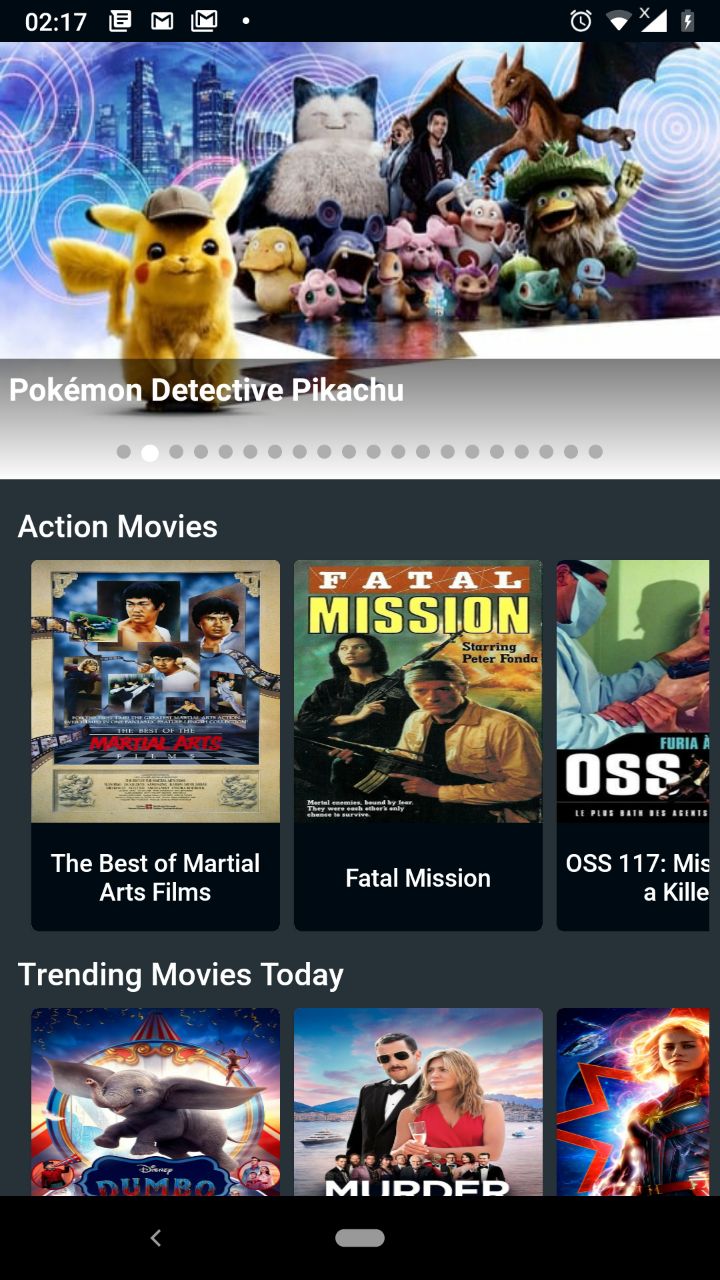 02:17
Pokémon Detective Pikachu
Action Movies
THE BEST OF THE
MARTIAL ARTS
FILMS
FATAL
MISSION
Starring
Peter Fonda
Mortal enemies, bound by fear.
They were each other's only
chance to survive.
FURIA À
OSS
LE PLUS BATH DES AGENTS
The Best of Martial
Arts Films
Fatal Mission
OSS 117: Mis
a Kille
Trending Movies Today
Disney
DUMBO
MURDER